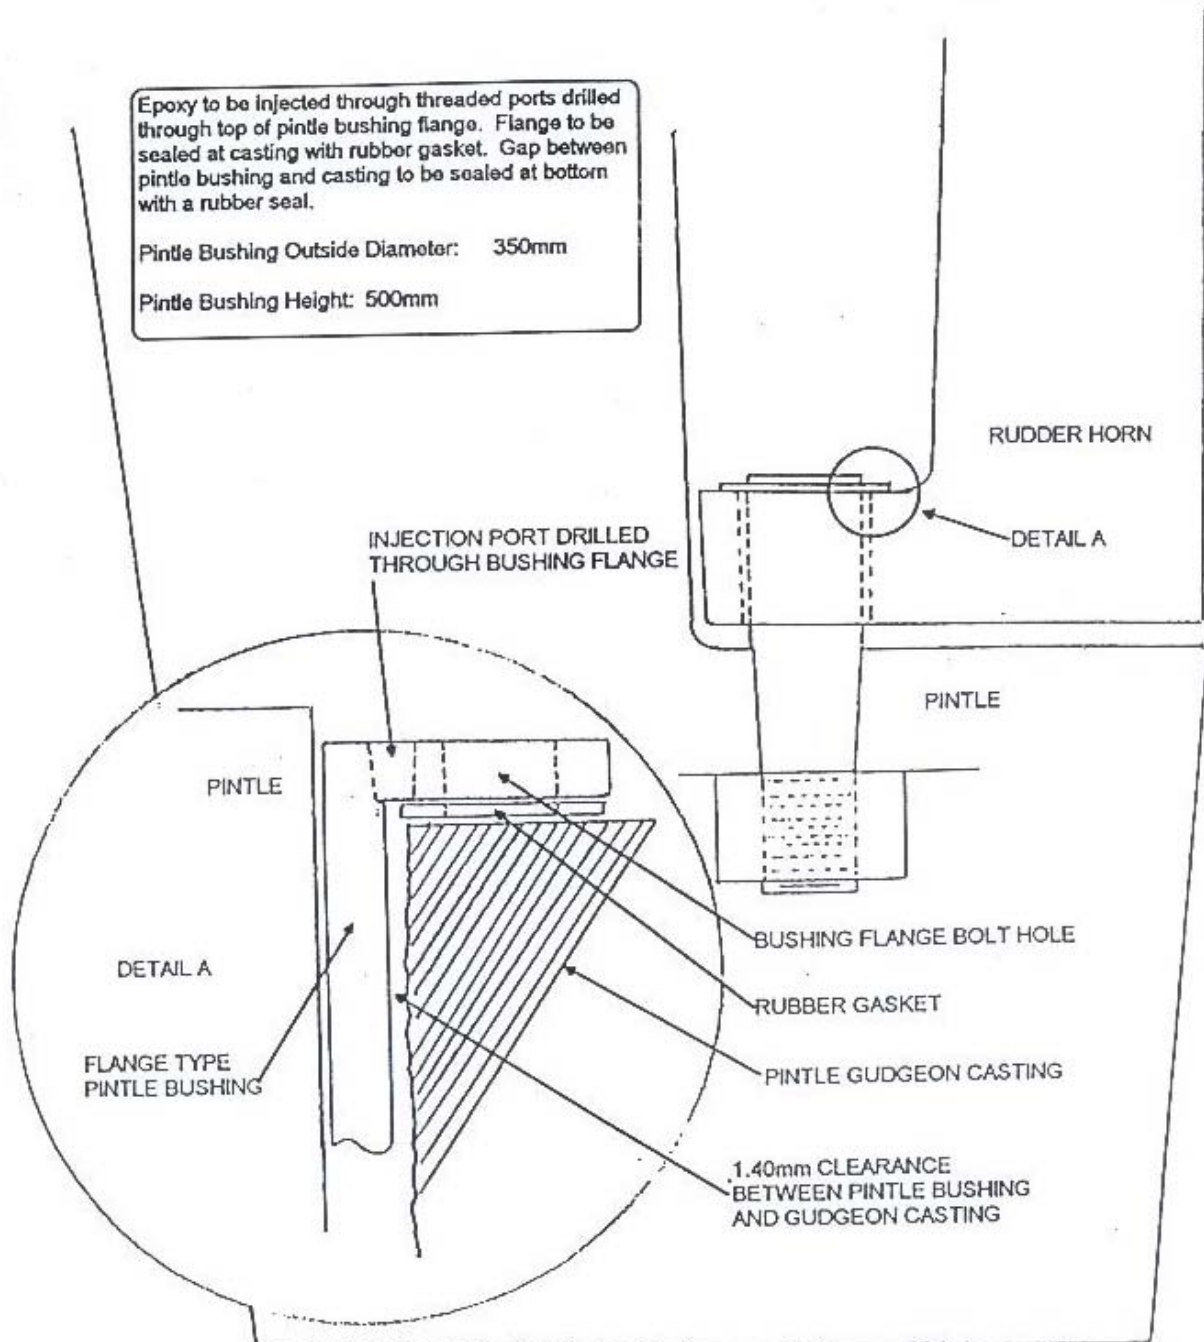 Epoxy to be injected through threaded ports drilled
through top of pintle bushing flange. Flange to be
sealed at casting with rubber gasket. Gap between
pintle bushing and casting to be sealed at bottom
with a rubber seal.
Pintle Bushing Outside Diameter: 350mm
Pintle Bushing Height: 500mm
RUDDER HORN
DETAIL A
INJECTION PORT DRILLED
THROUGH BUSHING FLANGE
PINTLE
PINTLE
BUSHING FLANGE BOLT HOLE
DETAIL A
RUBBER GASKET
FLANGE TYPE
PINTLE BUSHING
PINTLE GUDGEON CASTING
1.40mm CLEARANCE
BETWEEN PINTLE BUSHING
AND GUDGEON CASTING